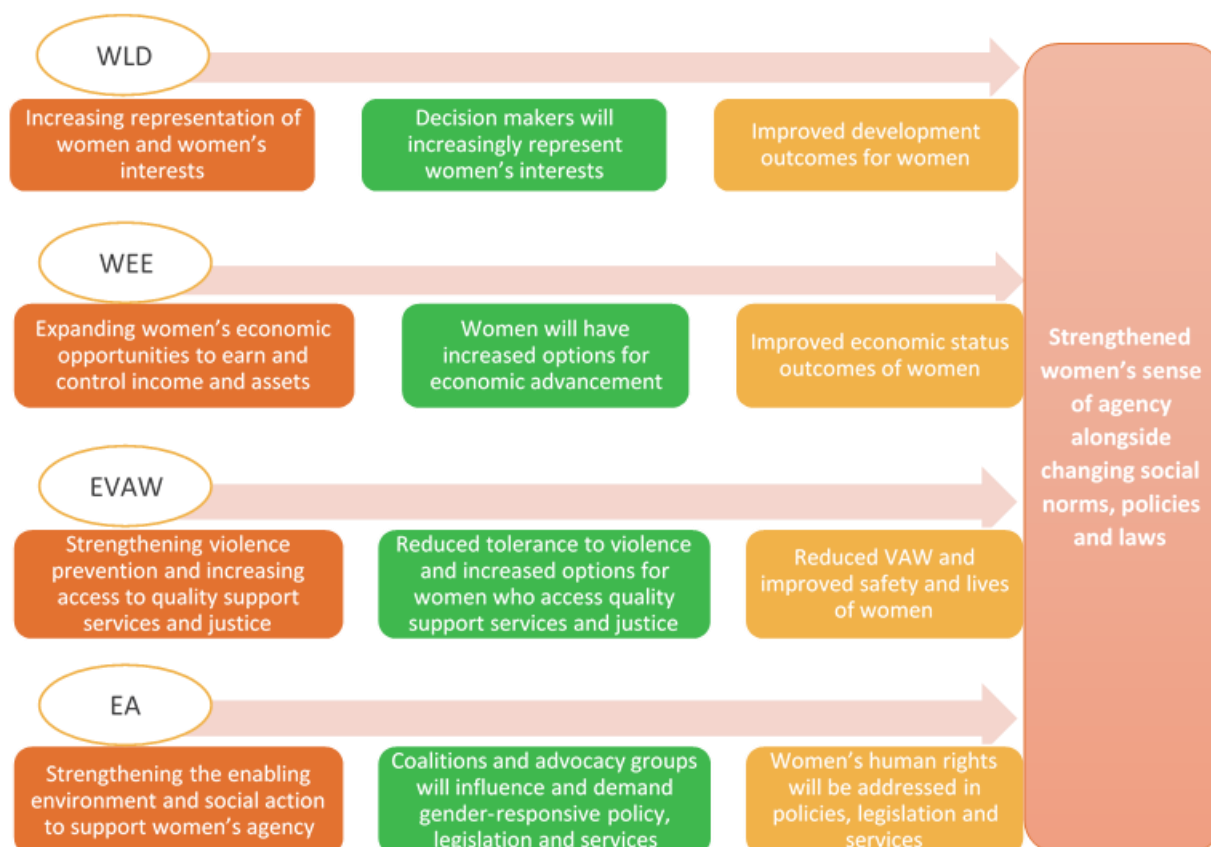 WLD
Increasing representation of
women and women's
interests
Decision makers will
increasingly represent
women's interests
Improved development
outcomes for women
WEE
Expanding women's economic
opportunities to earn and
control income and assets
Women will have
increased options for
economic advancement
Improved economic status
outcomes of women
EVAW
Strengthening violence
prevention and increasing
access to quality support
services and justice
Reduced tolerance to violence
and increased options for
women who access quality
support services and justice
Reduced VAW and
improved safety and lives
of women
EA
Strengthening the enabling
environment and social action
to support women's agency
Coalitions and advocacy groups
will influence and demand
gender-responsive policy,
legislation and services
Women's human rights
will be addressed in
policies, legislation and
services
Strengthened
women's sense
of agency
alongside
changing social
norms, policies
and laws